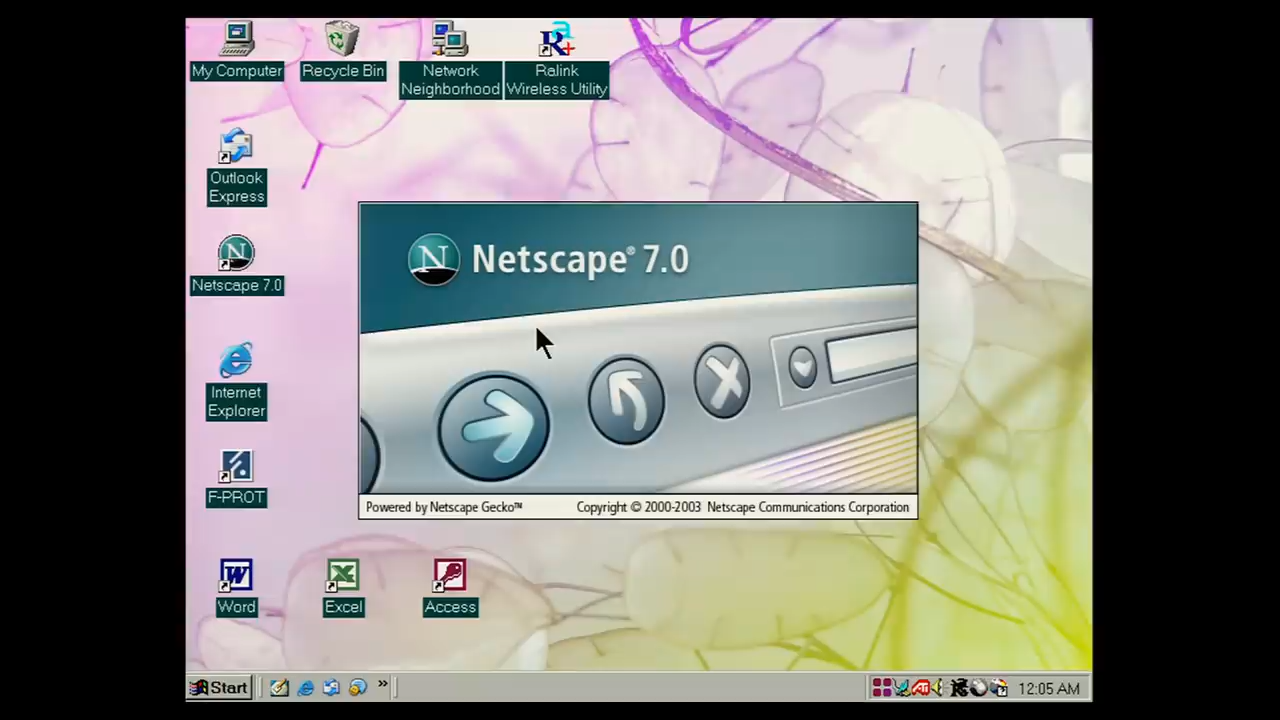 My Computer
Recycle Bin
Network
Neighborhood
Ralink
Wireless Utility
Outlook
Express
Netscape 7.0
Internet
Explorer
F-PROT
Word
Excel
Access
N Netscape® 7.0
Powered by Netscape Gecko™
Copyright © 2000-2003 Netscape Communications Corporation
Start
»
ATI
12:05 AM